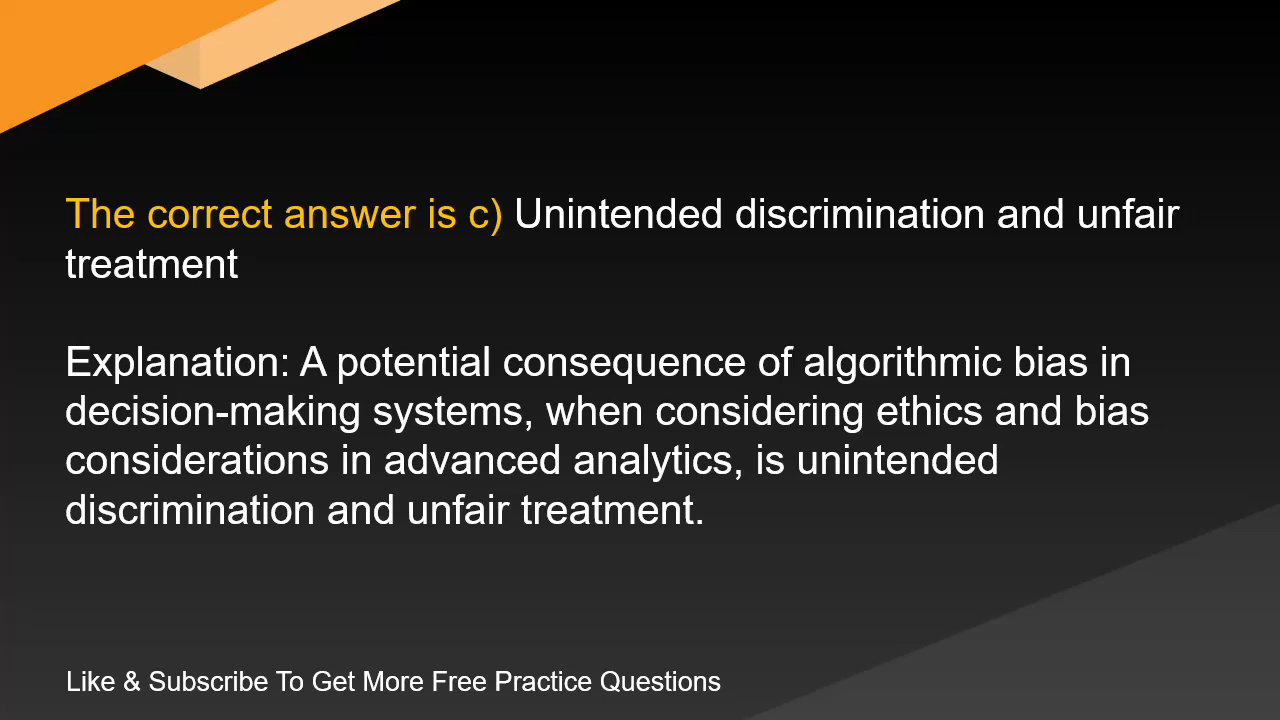 The correct answer is c) Unintended discrimination and unfair
treatment
Explanation: A potential consequence of algorithmic bias in
decision-making systems, when considering ethics and bias
considerations in advanced analytics, is unintended
discrimination and unfair treatment.
Like & Subscribe To Get More Free Practice Questions